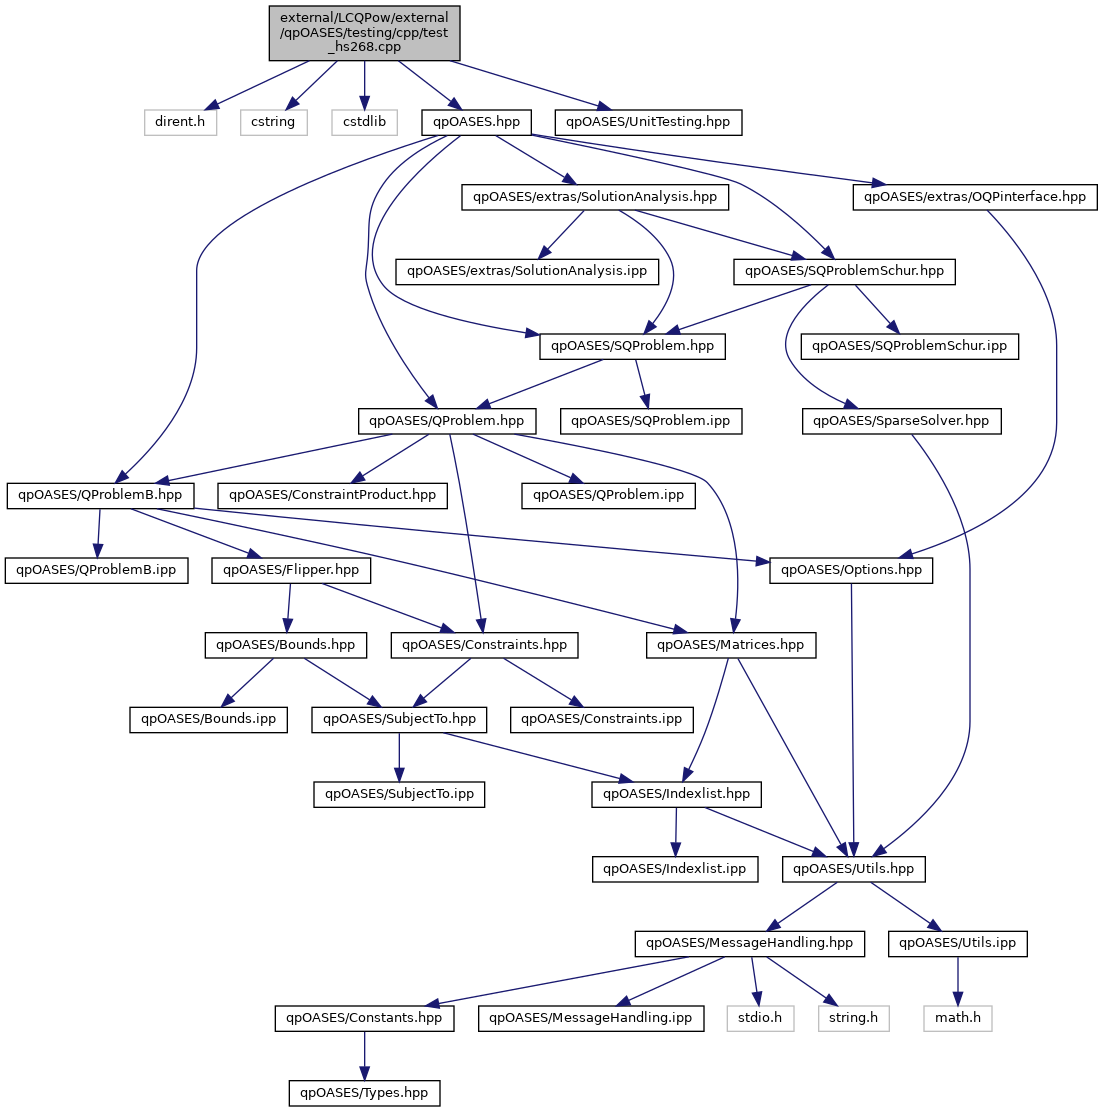 external/LCQPow/external
/qpOASES/testing/cpp/test
_hs268.cpp
dirent.h
cstring
cstdlib
qpOASES.hpp
qpOASES/UnitTesting.hpp
qpOASES/extras/SolutionAnalysis.hpp
qpOASES/extras/OQPinterface.hpp
qpOASES/extras/SolutionAnalysis.ipp
qpOASES/SQProblemSchur.hpp
qpOASES/SQProblem.hpp
qpOASES/SQProblemSchur.ipp
qpOASES/QProblem.hpp
qpOASES/SQProblem.ipp
qpOASES/SparseSolver.hpp
qpOASES/QProblemB.hpp
qpOASES/ConstraintProduct.hpp
qpOASES/QProblem.ipp
qpOASES/QProblemB.ipp
qpOASES/Flipper.hpp
qpOASES/Options.hpp
qpOASES/Bounds.hpp
qpOASES/Constraints.hpp
qpOASES/Matrices.hpp
qpOASES/Bounds.ipp
qpOASES/SubjectTo.hpp
qpOASES/Constraints.ipp
qpOASES/SubjectTo.ipp
qpOASES/Indexlist.hpp
qpOASES/Indexlist.ipp
qpOASES/Utils.hpp
qpOASES/MessageHandling.hpp
qpOASES/Utils.ipp
qpOASES/Constants.hpp
qpOASES/MessageHandling.ipp
stdio.h
string.h
math.h
qpOASES/Types.hpp